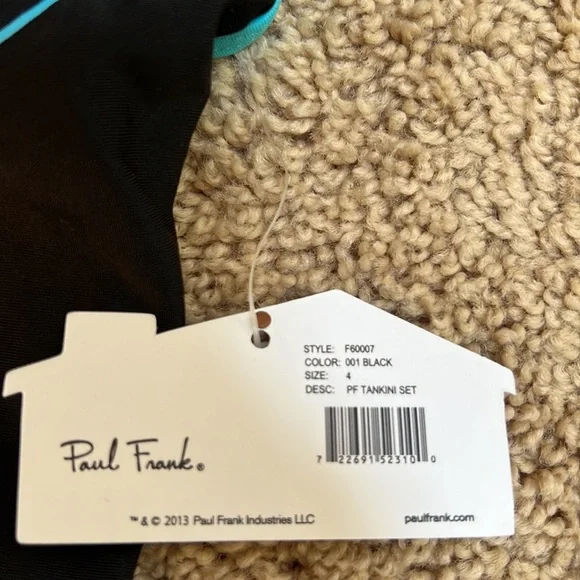 STYLE: F60007
COLOR: 001 BLACK
SIZE: 4
DESC: PF TANKINI SET
7 22691 52310 0
Paul Frank®
™ & © 2013 Paul Frank Industries LLC
paulfrank.com